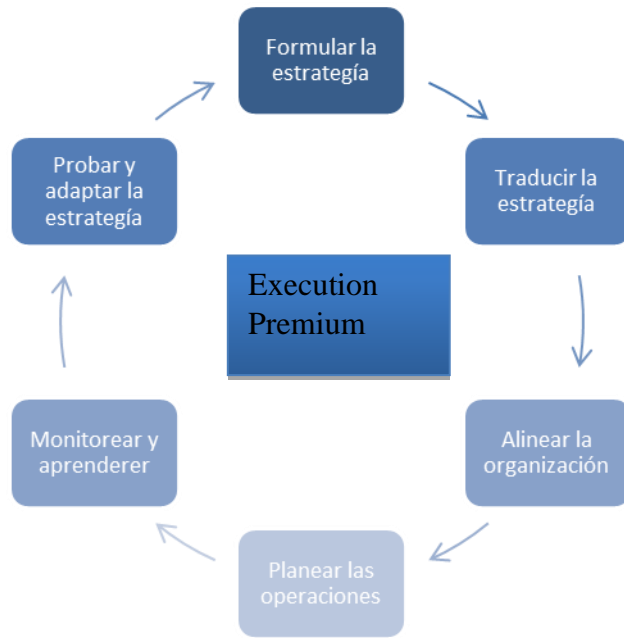 Formular la
estrategía
Traducir la
estrategía
Alinear la
organización
Planear las
operaciones
Monitorear y
aprenderer
Probar y
adaptar la
estrategía
Execution
Premium